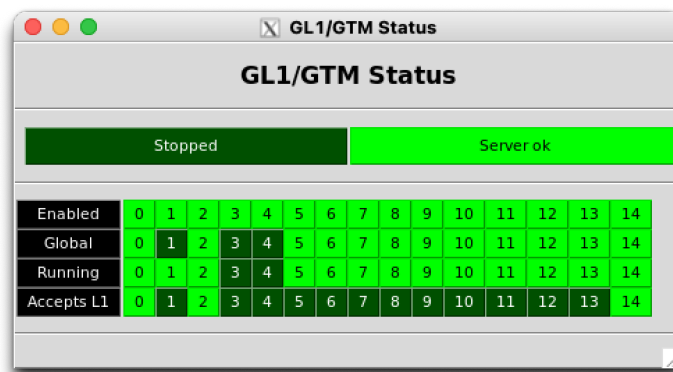 GL1/GTM Status
GL1/GTM Status
Stopped Server ok
Enabled 0 1 2 3 4 5 6 7 8 9 10 11 12 13 14
Global 0 1 2 3 4 5 6 7 8 9 10 11 12 13 14
Running 0 1 2 3 4 5 6 7 8 9 10 11 12 13 14
Accepts L1 0 1 2 3 4 5 6 7 8 9 10 11 12 13 14